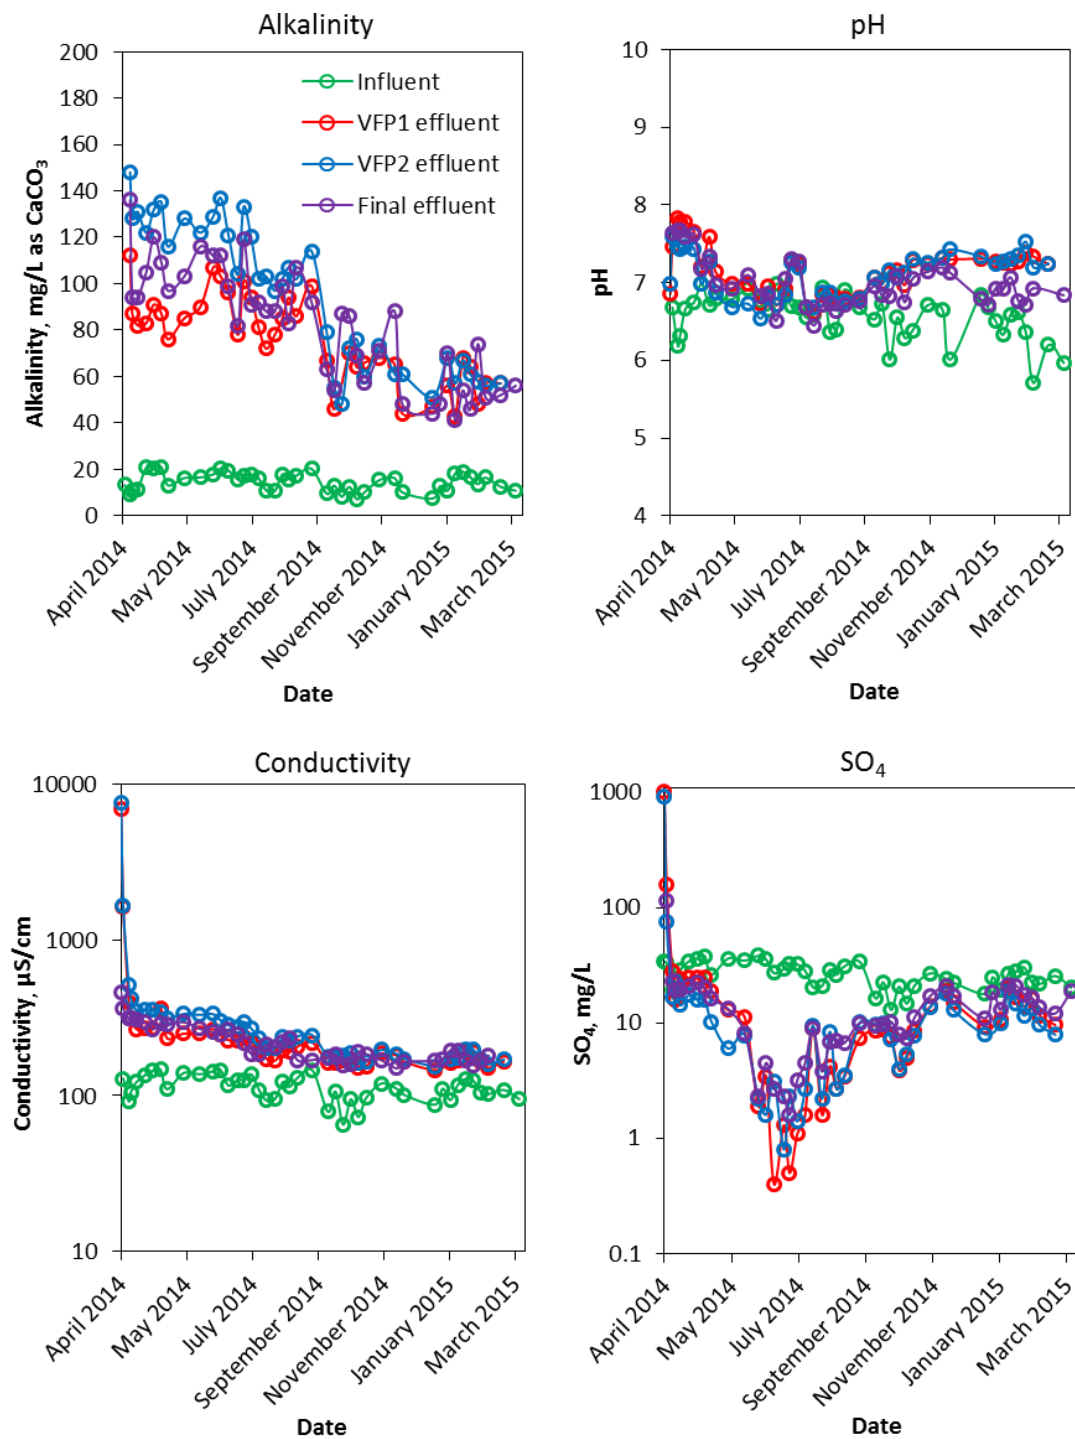 Alkalinity
200
180
160
140
120
100
80
60
40
20
0
Alkalinity, mg/L as CaCO₃
Influent
VFP1 effluent
VFP2 effluent
Final effluent
April 2014
May 2014
July 2014
September 2014
November 2014
January 2015
March 2015
Date
pH
10
9
8
7
6
5
4
pH
April 2014
May 2014
July 2014
September 2014
November 2014
January 2015
March 2015
Date
Conductivity
10000
1000
100
10
Conductivity, µS/cm
April 2014
May 2014
July 2014
September 2014
November 2014
January 2015
March 2015
Date
SO₄
1000
100
10
1
0.1
SO₄, mg/L
April 2014
May 2014
July 2014
September 2014
November 2014
January 2015
March 2015
Date